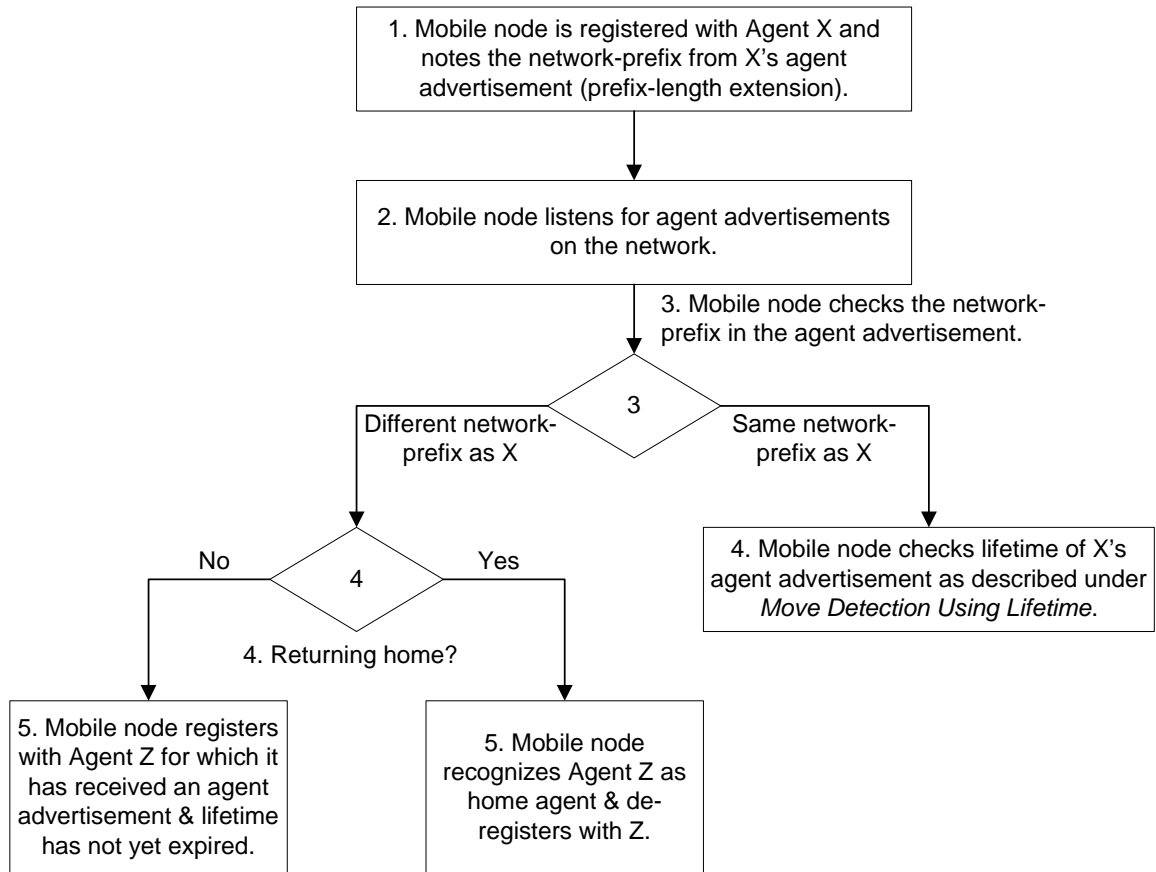 1. Mobile node is registered with Agent X and
notes the network-prefix from X's agent
advertisement (prefix-length extension).
2. Mobile node listens for agent advertisements
on the network.
3. Mobile node checks the network-
prefix in the agent advertisement.
3
Different network-
prefix as X
Same network-
prefix as X
No
4
Yes
4. Returning home?
4. Mobile node checks lifetime of X's
agent advertisement as described under
Move Detection Using Lifetime.
5. Mobile node registers
with Agent Z for which it
has received an agent
advertisement & lifetime
has not yet expired.
5. Mobile node
recognizes Agent Z as
home agent & de-
registers with Z.